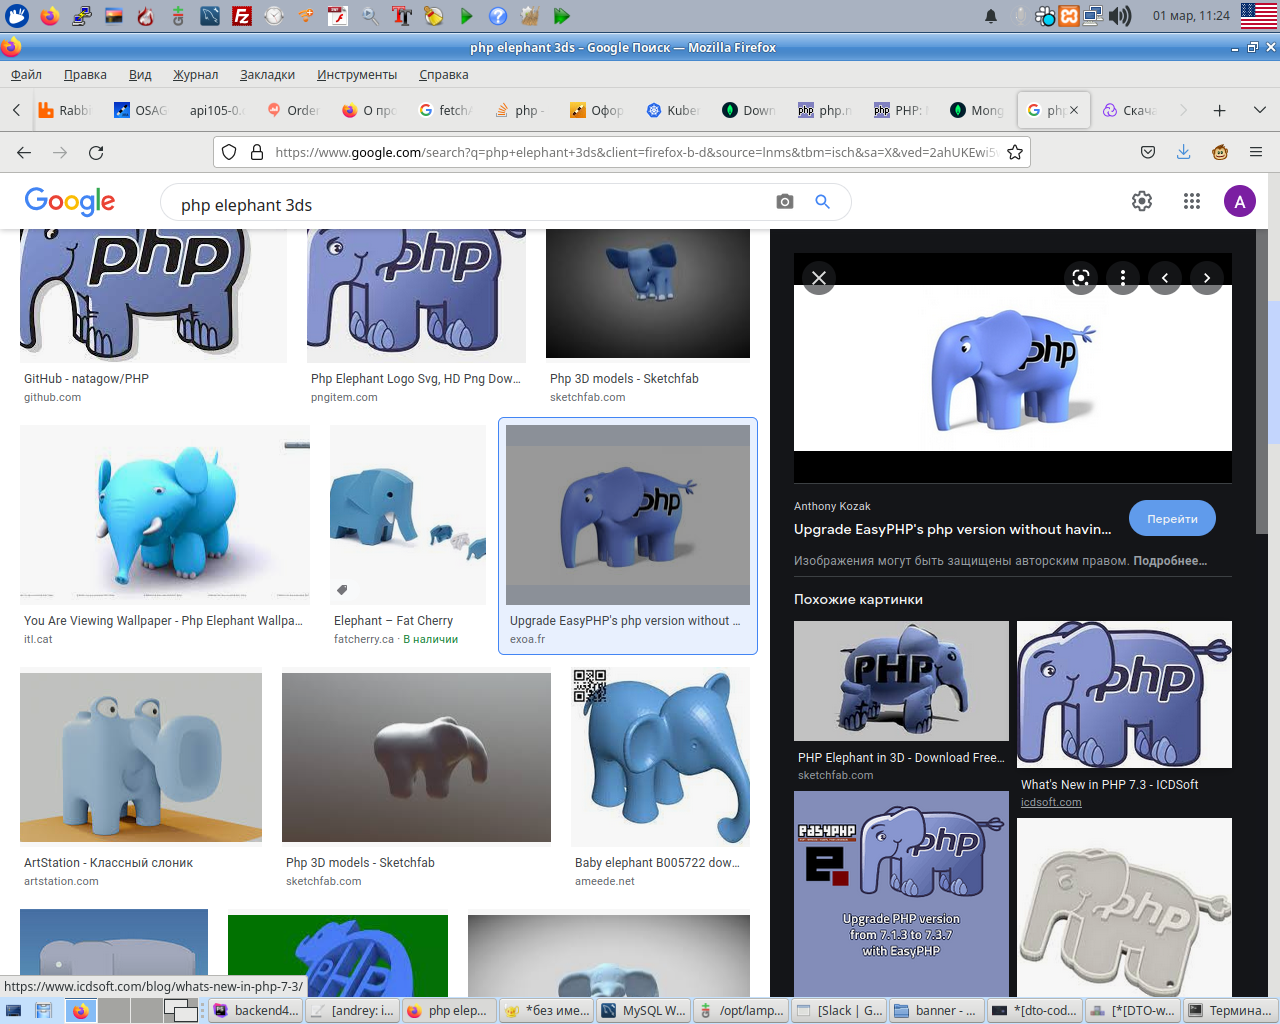 01 мар, 11:24
php elephant 3ds – Google Поиск — Mozilla Firefox
Файл Правка Вид Журнал Закладки Инструменты Справка
Rabbi OSAG api105-0.c Order О про fetch php - Офор Kuber Down php.n PHP: Mong php Скача
https://www.google.com/search?q=php+elephant+3ds&client=firefox-b-d&source=lnms&tbm=isch&sa=X&ved=2ahUKEwi5
Google php elephant 3ds A
php php
GitHub - natagow/PHP
github.com
Php Elephant Logo Svg, HD Png Dow...
pngitem.com
Php 3D models - Sketchfab
sketchfab.com
php
You Are Viewing Wallpaper - Php Elephant Wallpa...
itl.cat
Elephant – Fat Cherry
fatcherry.ca · В наличии
Upgrade EasyPHP's php version without ...
exoa.fr
ArtStation - Классный слоник
artstation.com
Php 3D models - Sketchfab
sketchfab.com
Baby elephant B005722 dow...
ameede.net
PHP
php
Anthony Kozak
Upgrade EasyPHP's php version without havin...
Перейти
Изображения могут быть защищены авторским правом. Подробнее...
Похожие картинки
PHP
PHP Elephant in 3D - Download Free...
sketchfab.com
php
What's New in PHP 7.3 - ICDSoft
icdsoft.com
easyphp
e.
php
Upgrade PHP version
from 7.1.3 to 7.3.7
with EasyPHP
php
https://www.icdsoft.com/blog/whats-new-in-php-7-3/
backend4... [andrey: i... php elep... *без име... MySQL W... /opt/lamp... [Slack | G... banner - ... *[dto-cod... *[DTO-w... Термина...